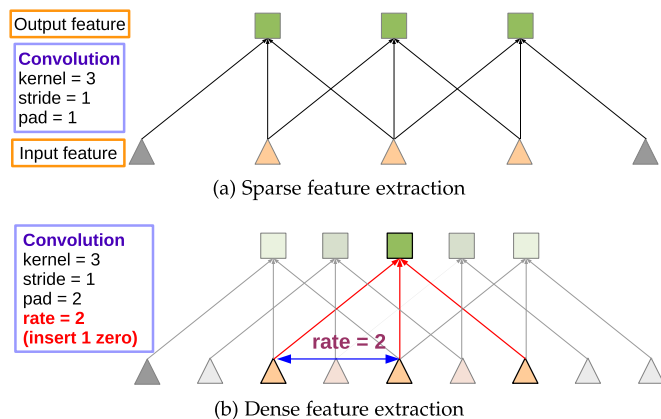 Output feature
Convolution
kernel = 3
stride = 1
pad = 1
Input feature
(a) Sparse feature extraction
Convolution
kernel = 3
stride = 1
pad = 2
rate = 2
(insert 1 zero)
rate = 2
(b) Dense feature extraction